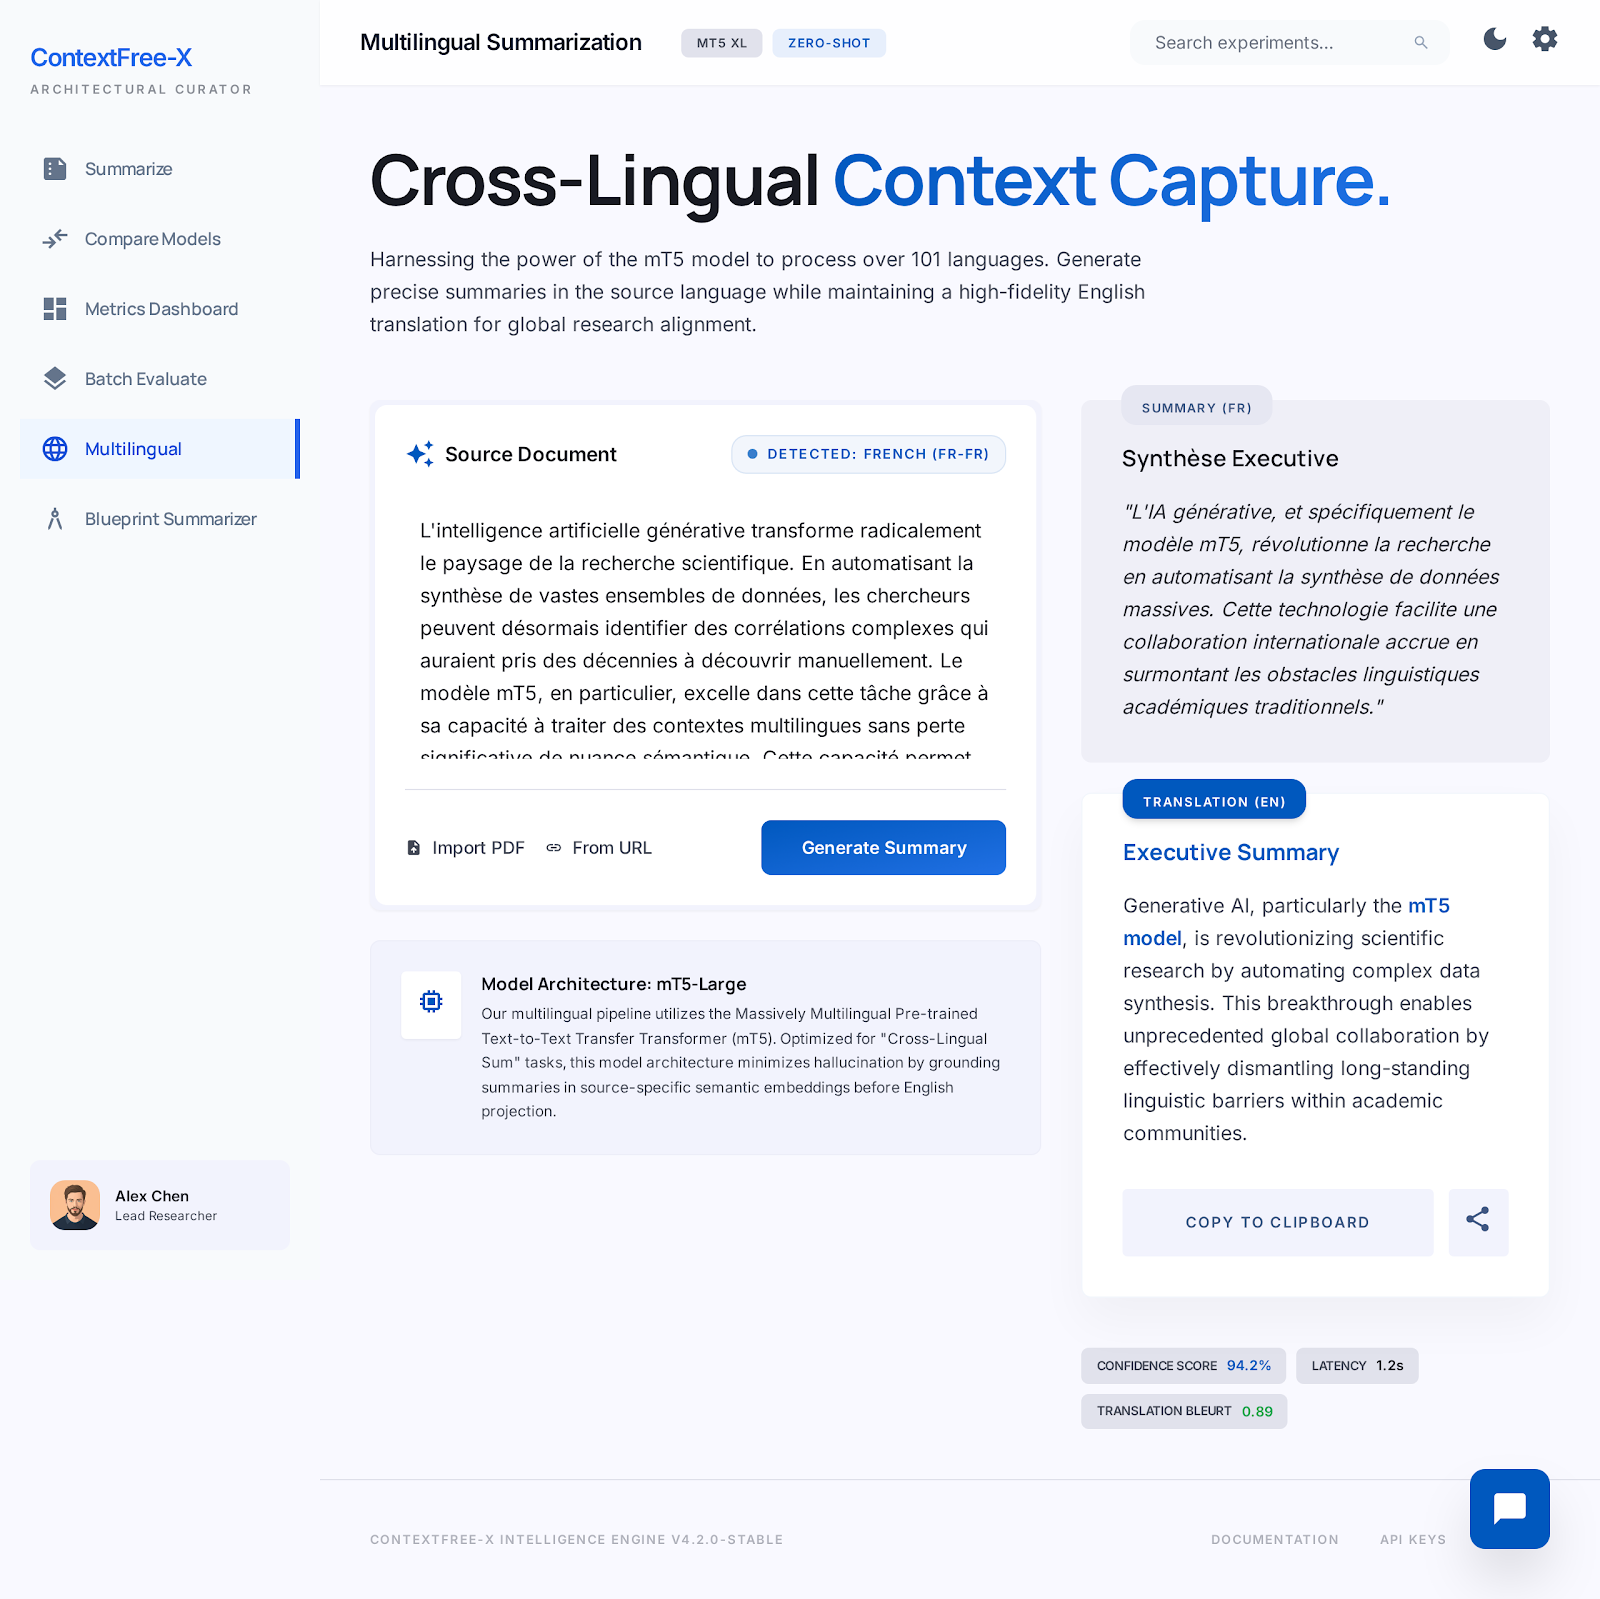 ContextFree-X
ARCHITECTURAL CURATOR
Summarize
Compare Models
Metrics Dashboard
Batch Evaluate
Multilingual
Blueprint Summarizer
Alex Chen
Lead Researcher
Multilingual Summarization
MT5 XL
ZERO-SHOT
Search experiments...
Cross-Lingual Context Capture.
Harnessing the power of the mT5 model to process over 101 languages. Generate
precise summaries in the source language while maintaining a high-fidelity English
translation for global research alignment.
Source Document
DETECTED: FRENCH (FR-FR)
L'intelligence artificielle générative transforme radicalement
le paysage de la recherche scientifique. En automatisant la
synthèse de vastes ensembles de données, les chercheurs
peuvent désormais identifier des corrélations complexes qui
auraient pris des décennies à découvrir manuellement. Le
modèle mT5, en particulier, excelle dans cette tâche grâce à
sa capacité à traiter des contextes multilingues sans perte
significative de nuance sémantique. Cette capacité permet
Import PDF
From URL
Generate Summary
Model Architecture: mT5-Large
Our multilingual pipeline utilizes the Massively Multilingual Pre-trained
Text-to-Text Transfer Transformer (mT5). Optimized for "Cross-Lingual
Sum" tasks, this model architecture minimizes hallucination by grounding
summaries in source-specific semantic embeddings before English
projection.
SUMMARY (FR)
Synthèse Executive
"L'IA générative, et spécifiquement le
modèle mT5, révolutionne la recherche
en automatisant la synthèse de données
massives. Cette technologie facilite une
collaboration internationale accrue en
surmontant les obstacles linguistiques
académiques traditionnels."
TRANSLATION (EN)
Executive Summary
Generative AI, particularly the mT5
model, is revolutionizing scientific
research by automating complex data
synthesis. This breakthrough enables
unprecedented global collaboration by
effectively dismantling long-standing
linguistic barriers within academic
communities.
COPY TO CLIPBOARD
CONFIDENCE SCORE 94.2%
LATENCY 1.2s
TRANSLATION BLEURT 0.89
CONTEXTFREE-X INTELLIGENCE ENGINE V4.2.0-STABLE
DOCUMENTATION
API KEYS